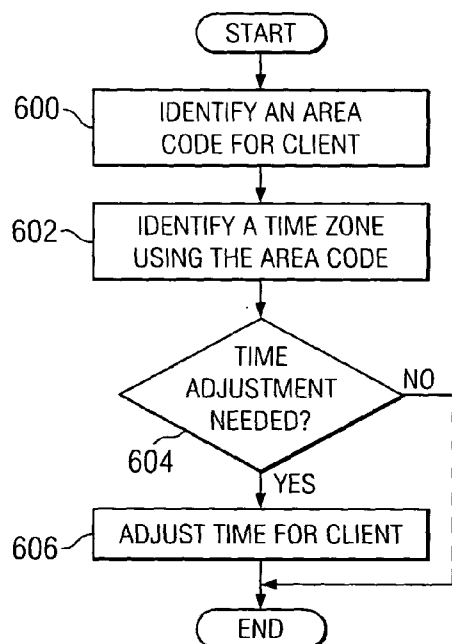 START
600
IDENTIFY AN AREA
CODE FOR CLIENT
602
IDENTIFY A TIME ZONE
USING THE AREA CODE
TIME
ADJUSTMENT
NEEDED?
NO
604
YES
606
ADJUST TIME FOR CLIENT
END